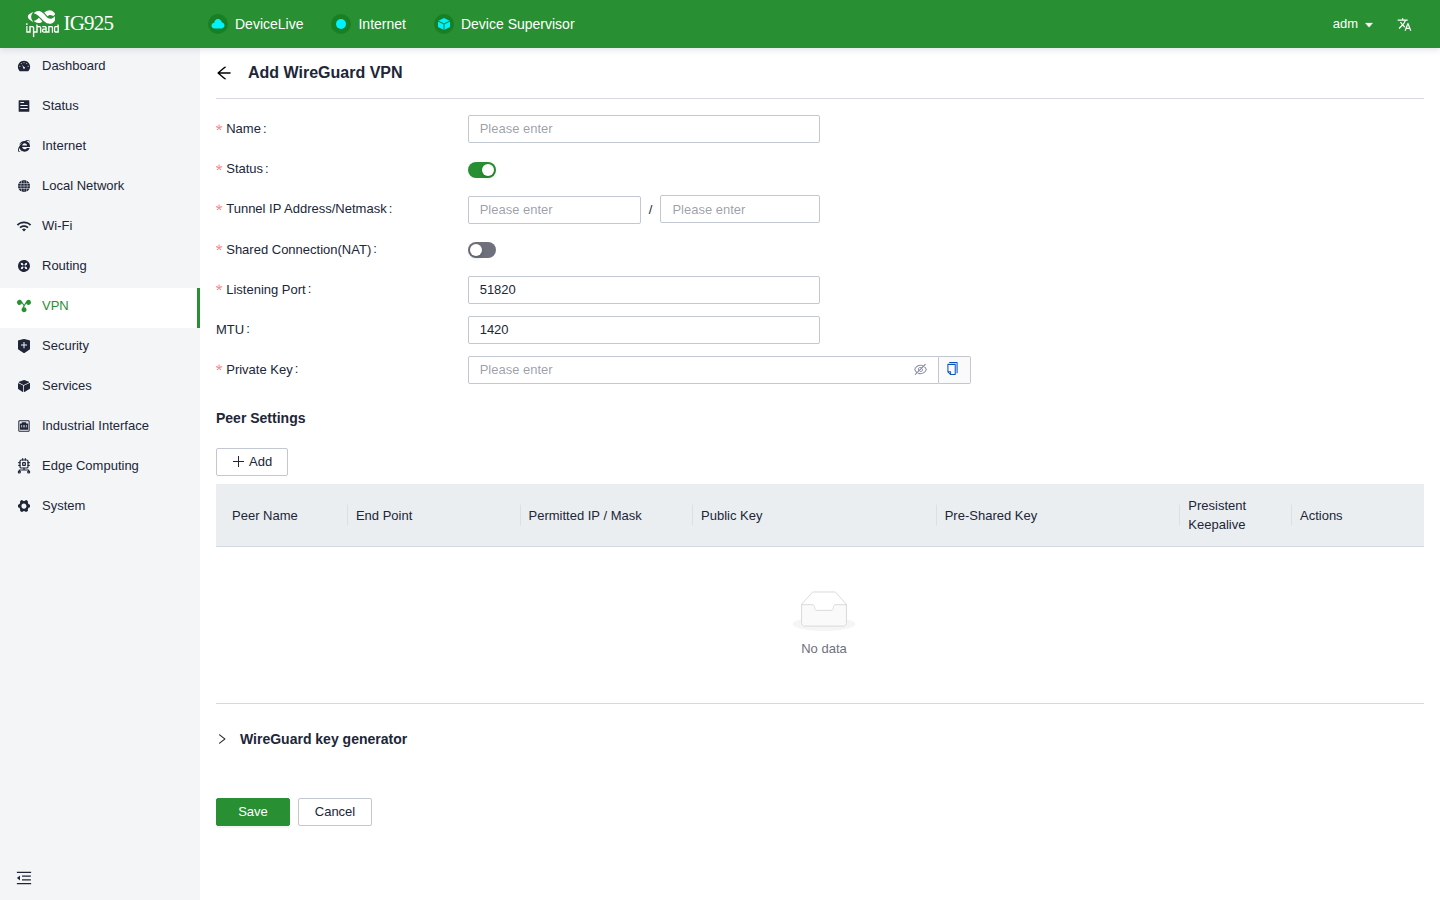 inhand IG925
DeviceLive
Internet
Device Supervisor
adm
Dashboard
Status
Internet
Local Network
Wi-Fi
Routing
VPN
Security
Services
Industrial Interface
Edge Computing
System
Add WireGuard VPN
* Name: Please enter
* Status:
* Tunnel IP Address/Netmask: Please enter / Please enter
* Shared Connection(NAT):
* Listening Port: 51820
MTU: 1420
* Private Key: Please enter
Peer Settings
Add
Peer Name
End Point
Permitted IP / Mask
Public Key
Pre-Shared Key
Presistent
Keepalive
Actions
No data
WireGuard key generator
Save
Cancel